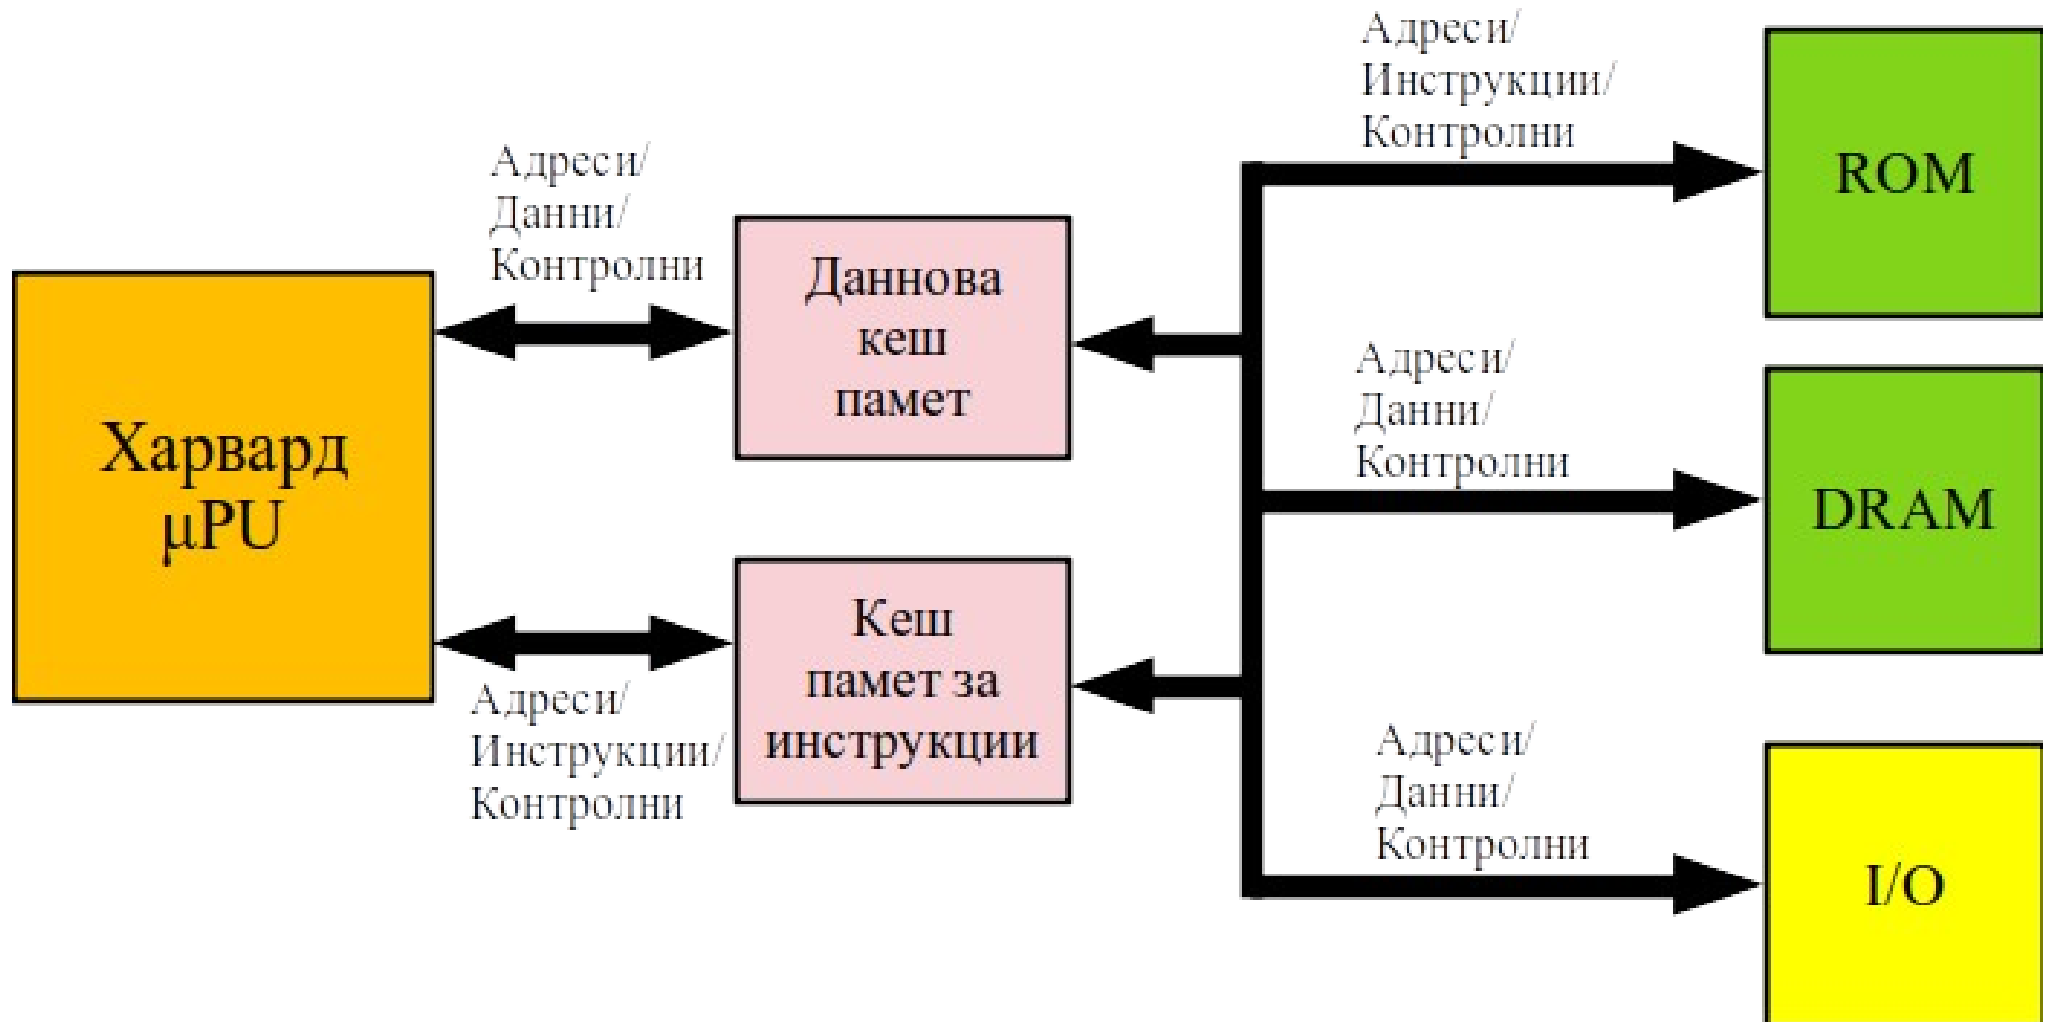 Адреси/
Инструкции/
Контролни
ROM
Адреси/
Данни/
Контролни
Даннова
кеш
памет
Харвард
μPU
Адреси/
Данни/
Контролни
DRAM
Кеш
памет за
инструкции
Адреси/
Инструкции/
Контролни
Адреси/
Данни/
Контролни
I/O